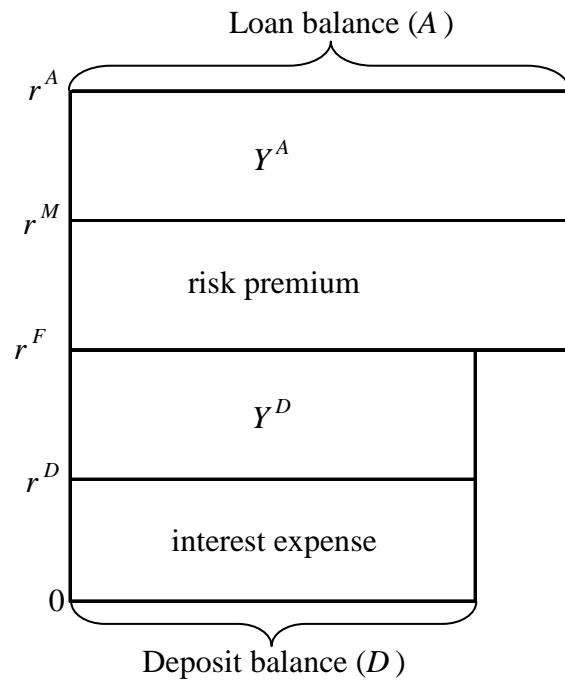 Loan balance (A)
r^A
Y^A
r^M
risk premium
r^F
Y^D
r^D
interest expense
0
Deposit balance (D)